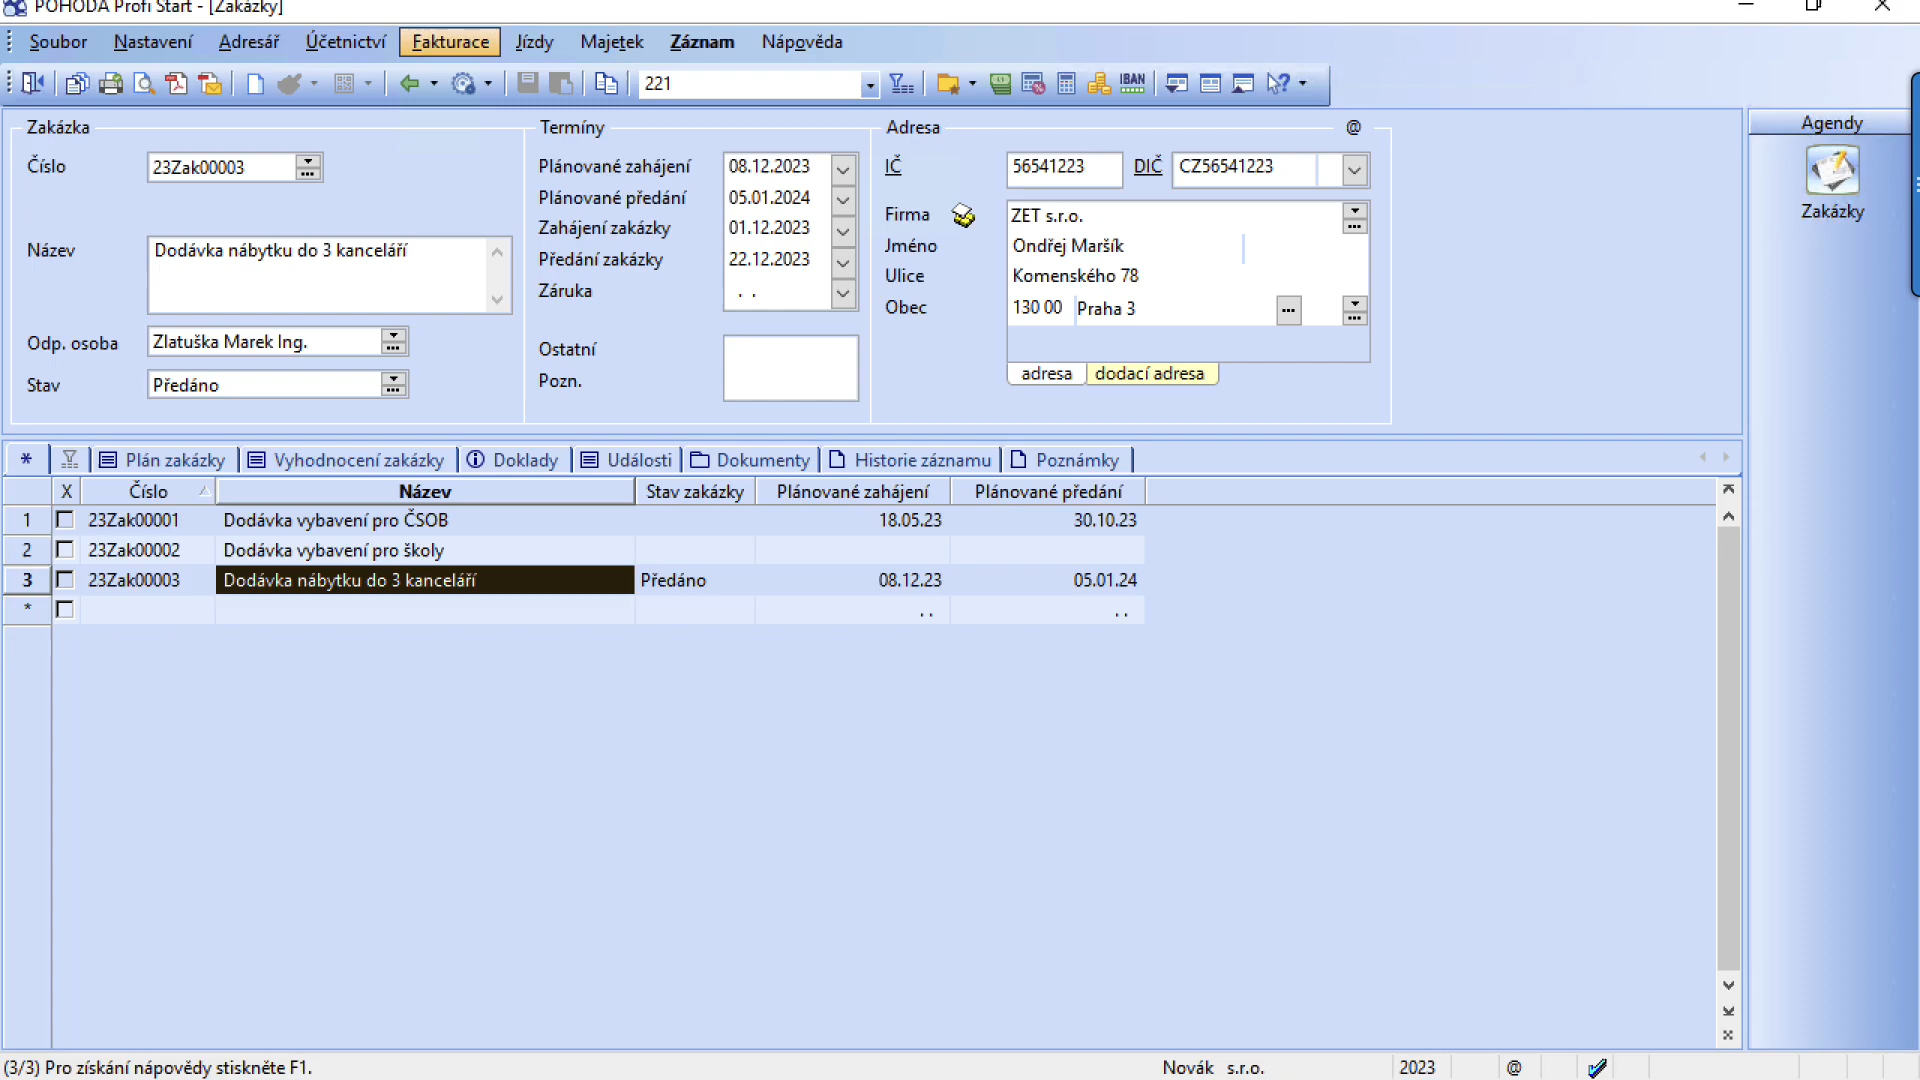 POHODA Profi Start - [Zakázky]
Soubor Nastavení Adresář Účetnictví Fakturace Jízdy Majetek Záznam Nápověda
221 IBAN
Zakázka Termíny Adresa @ Agendy
Číslo 23Zak00003 Plánované zahájení 08.12.2023 IČ 56541223 DIČ CZ56541223
Plánované předání 05.01.2024
Zakázky
Firma ZET s.r.o.
Zahájení zakázky 01.12.2023
Název Dodávka nábytku do 3 kanceláří Jméno Ondřej Maršík
Předání zakázky 22.12.2023
Ulice Komenského 78
Záruka . .
Obec 130 00 Praha 3
Odp. osoba Zlatuška Marek Ing. Ostatní
Stav Předáno Pozn. adresa dodací adresa
* Plán zakázky Vyhodnocení zakázky Doklady Události Dokumenty Historie záznamu Poznámky
X Číslo Název Stav zakázky Plánované zahájení Plánované předání
1 23Zak00001 Dodávka vybavení pro ČSOB 18.05.23 30.10.23
2 23Zak00002 Dodávka vybavení pro školy
3 23Zak00003 Dodávka nábytku do 3 kanceláří Předáno 08.12.23 05.01.24
* . . . .
(3/3) Pro získání nápovědy stiskněte F1. Novák s.r.o. 2023 @